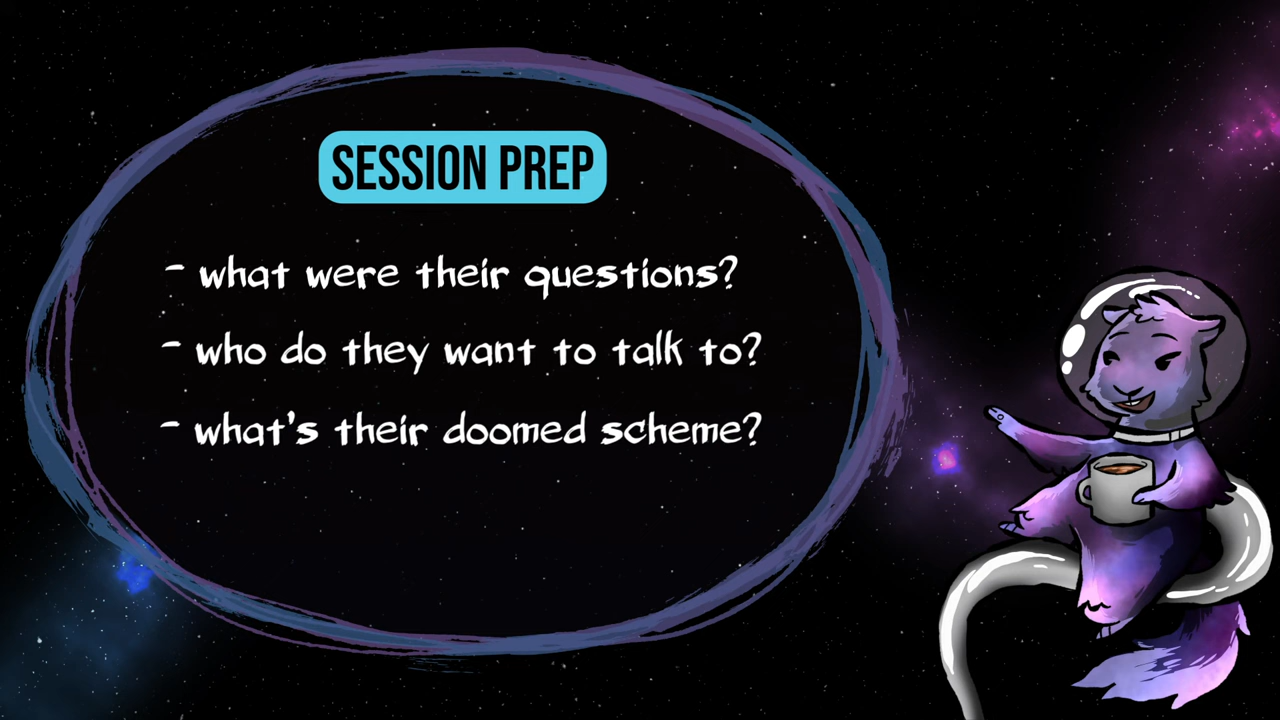 SESSION PREP
- what were their questions?
- who do they want to talk to?
- what's their doomed scheme?